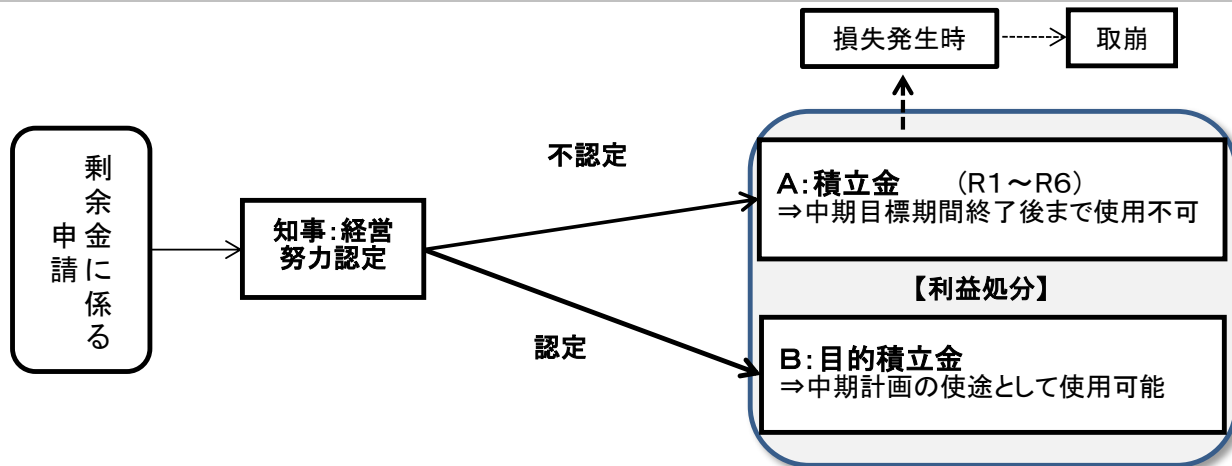 損失発生時
取崩
剰余金に係る
申請
知事:経営
努力認定
不認定
認定
A:積立金 (R1~R6)
⇒中期目標期間終了後まで使用不可
【利益処分】
B:目的積立金
⇒中期計画の使途として使用可能